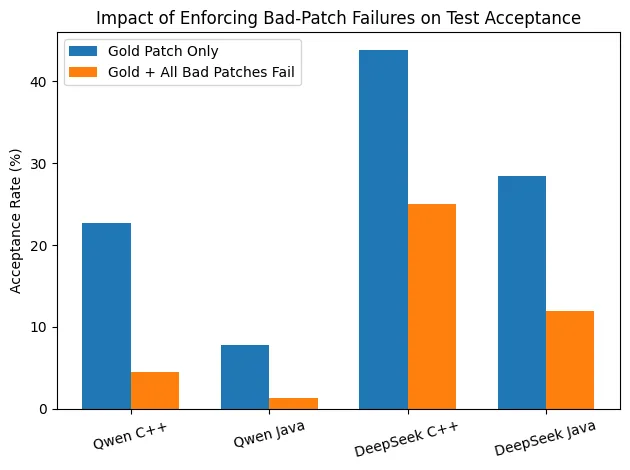 Impact of Enforcing Bad-Patch Failures on Test Acceptance
Gold Patch Only
Gold + All Bad Patches Fail
Acceptance Rate (%)
40
30
20
10
0
Qwen C++
Qwen Java
DeepSeek C++
DeepSeek Java